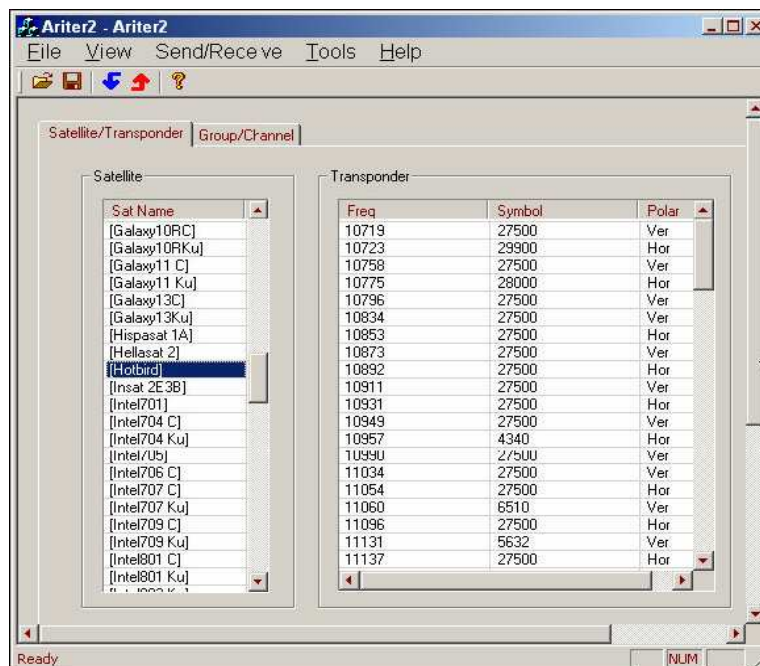 Ariter2 - Ariter2
File View Send/Receive Tools Help
Satellite/Transponder Group/Channel
Satellite
Sat Name
[Galaxy10RC]
[Galaxy10RKu]
[Galaxy11 C]
[Galaxy11 Ku]
[Galaxy13C]
[Galaxy13Ku]
[Hispasat 1A]
[Hellasat 2]
[Hotbird]
[Insat 2E3B]
[Intel701]
[Intel704 C]
[Intel704 Ku]
[Intel705]
[Intel706 C]
[Intel707 C]
[Intel707 Ku]
[Intel709 C]
[Intel709 Ku]
[Intel801 C]
[Intel801 Ku]
Transponder
Freq Symbol Polar
10719 27500 Ver
10723 29900 Hor
10758 27500 Ver
10775 28000 Hor
10796 27500 Ver
10834 27500 Ver
10853 27500 Hor
10873 27500 Ver
10892 27500 Hor
10911 27500 Ver
10931 27500 Hor
10949 27500 Ver
10957 4340 Hor
10990 27500 Ver
11034 27500 Ver
11054 27500 Hor
11060 6510 Ver
11096 27500 Hor
11131 5632 Ver
11137 27500 Hor
Ready NUM